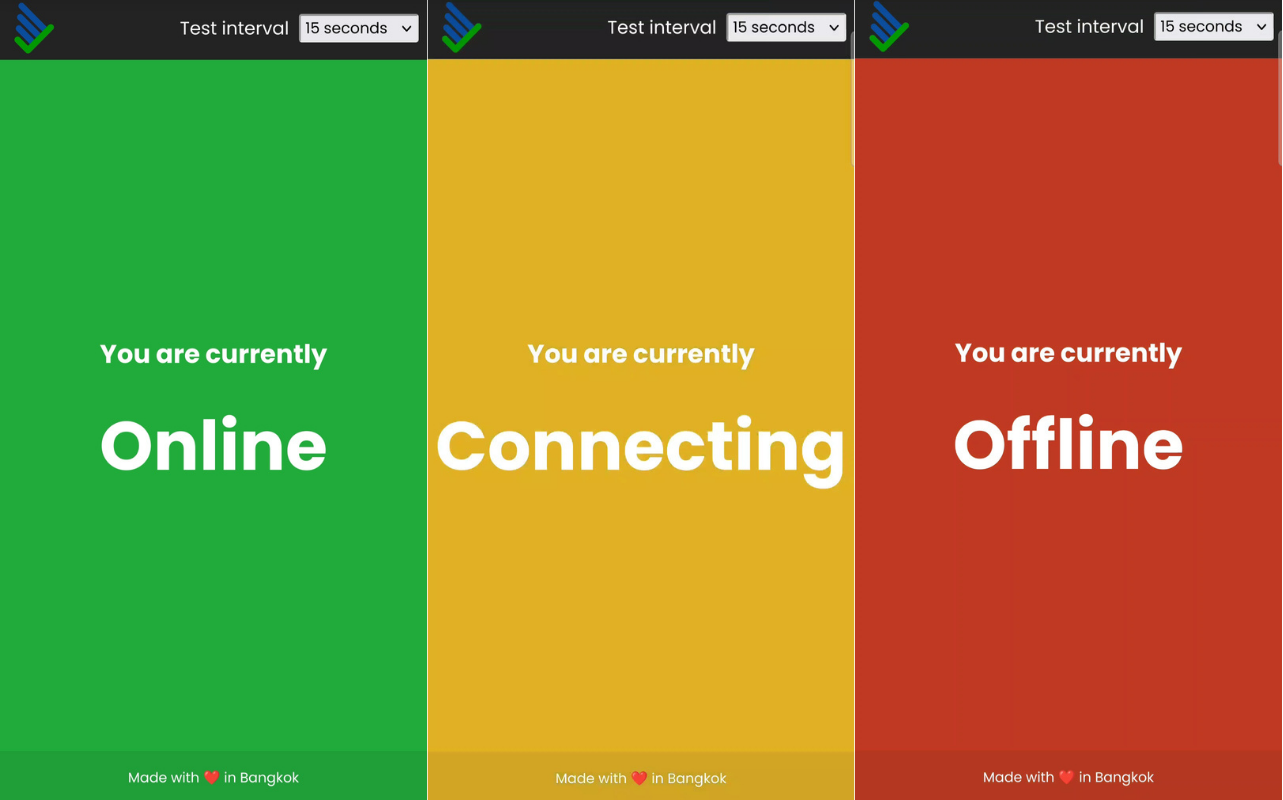 Test interval 15 seconds
You are currently
Online
Made with ❤️ in Bangkok
Test interval 15 seconds
You are currently
Connecting
Made with ❤️ in Bangkok
Test interval 15 seconds
You are currently
Offline
Made with ❤️ in Bangkok